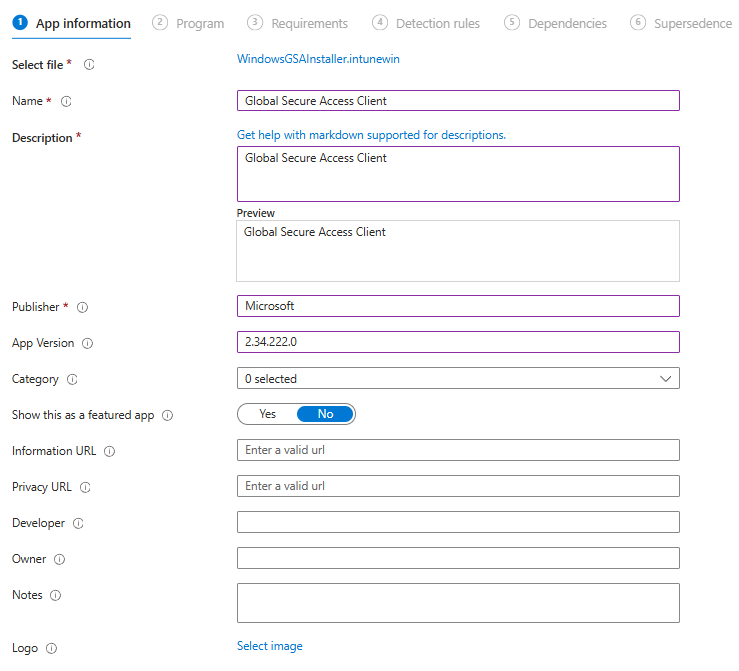 1 App information 2 Program 3 Requirements 4 Detection rules 5 Dependencies 6 Supersedence
Select file * WindowsGSAInstaller.intunewin
Name * Global Secure Access Client
Description * Get help with markdown supported for descriptions.
Global Secure Access Client
Preview
Global Secure Access Client
Publisher * Microsoft
App Version 2.34.222.0
Category 0 selected
Show this as a featured app Yes No
Information URL Enter a valid url
Privacy URL Enter a valid url
Developer
Owner
Notes
Logo Select image